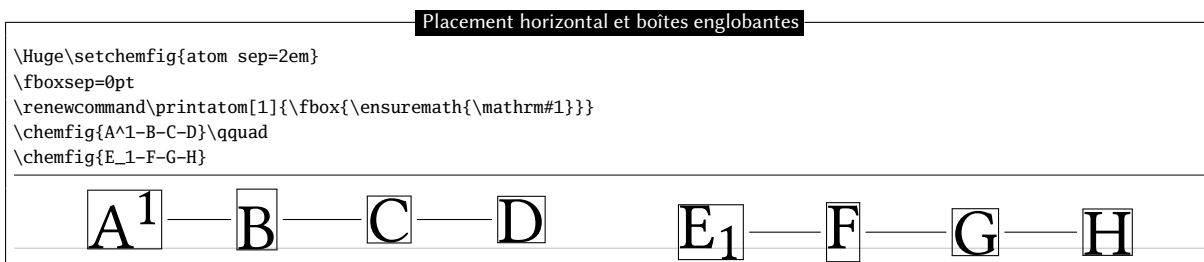 Placement horizontal et boîtes englobantes
\Huge\setchemfig{atom sep=2em}
\fboxsep=0pt
\renewcommand\printatom[1]{\fbox{\ensuremath{\mathrm#1}}}
\chemfig{A^1-B-C-D}\qquad
\chemfig{E_1-F-G-H}
A¹ B C D E₁ F G H